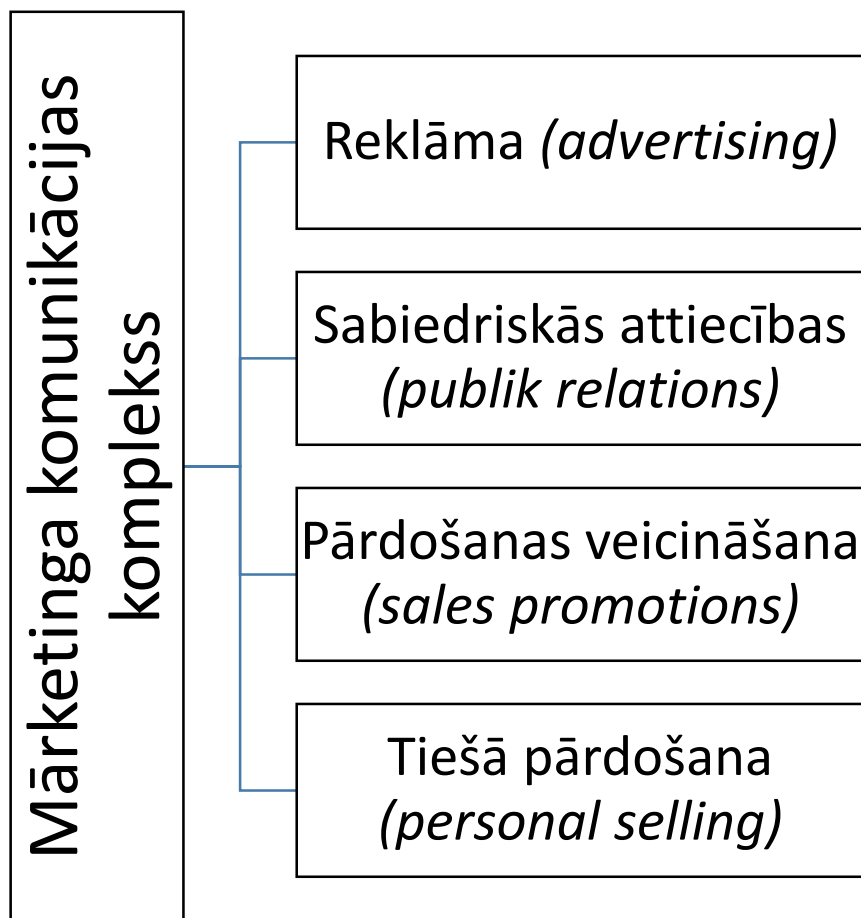 Mārketinga komunikācijas
komplekss
Reklāma (advertising)
Sabiedriskās attiecības
(publik relations)
Pārdošanas veicināšana
(sales promotions)
Tiešā pārdošana
(personal selling)